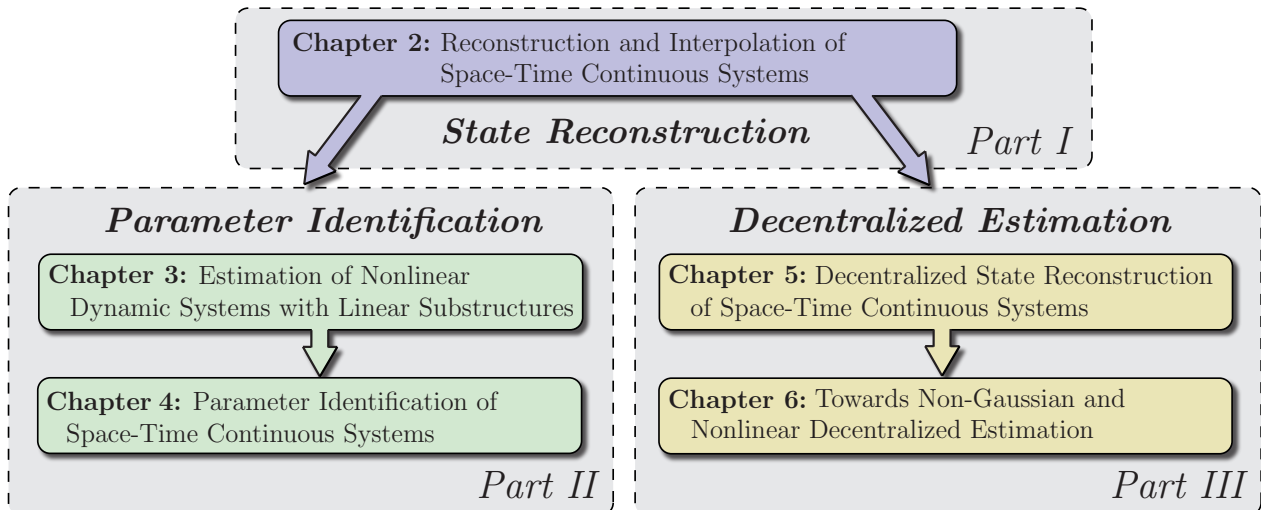 Chapter 2: Reconstruction and Interpolation of
Space-Time Continuous Systems
State Reconstruction
Part I
Parameter Identification
Chapter 3: Estimation of Nonlinear
Dynamic Systems with Linear Substructures
Chapter 4: Parameter Identification of
Space-Time Continuous Systems
Part II
Decentralized Estimation
Chapter 5: Decentralized State Reconstruction
of Space-Time Continuous Systems
Chapter 6: Towards Non-Gaussian and
Nonlinear Decentralized Estimation
Part III